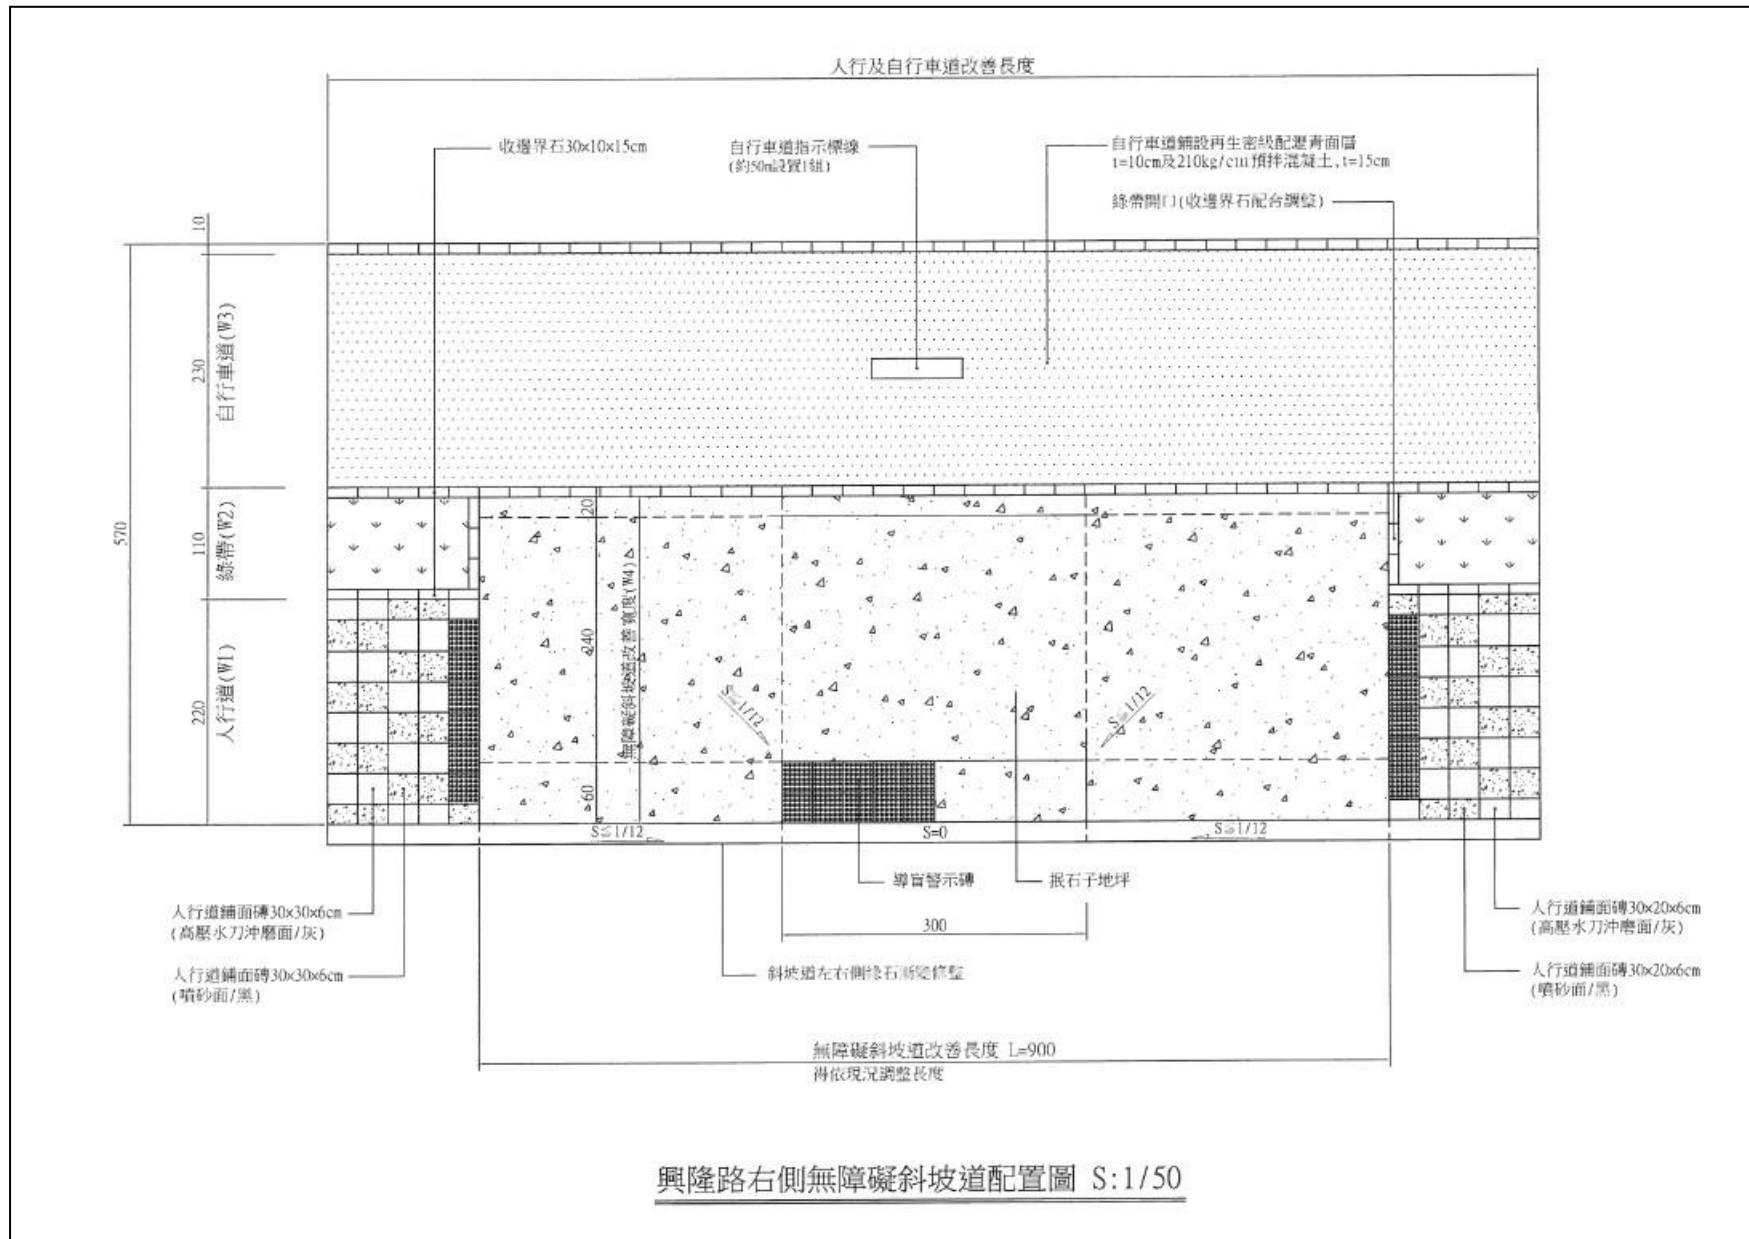 人行及自行車道改善長度
收邊界石30×10×15cm
自行車道指示標線
(約50m設置1組)
自行車道鋪設再生密級配瀝青面層
t=10cm及210kg/cm預拌混凝土,t=15cm
綠帶開口(收邊界石配合調整)
10
自行車道(W3)
230
570
綠帶(W2)
110
人行道(W1)
220
20
240
60
無障礙斜坡道改善寬度(W4)
S≦1/12
S≦1/12
S≦1/12
S=0
S≦1/12
導盲警示磚
抿石子地坪
人行道鋪面磚30×30×6cm
(高壓水刀沖磨面/灰)
人行道鋪面磚30×30×6cm
(噴砂面/黑)
人行道鋪面磚30×20×6cm
(高壓水刀沖磨面/灰)
人行道鋪面磚30×20×6cm
(噴砂面/黑)
300
斜坡道左右側緣石漸變修整
無障礙斜坡道改善長度 L=900
得依現況調整長度
興隆路右側無障礙斜坡道配置圖 S:1/50